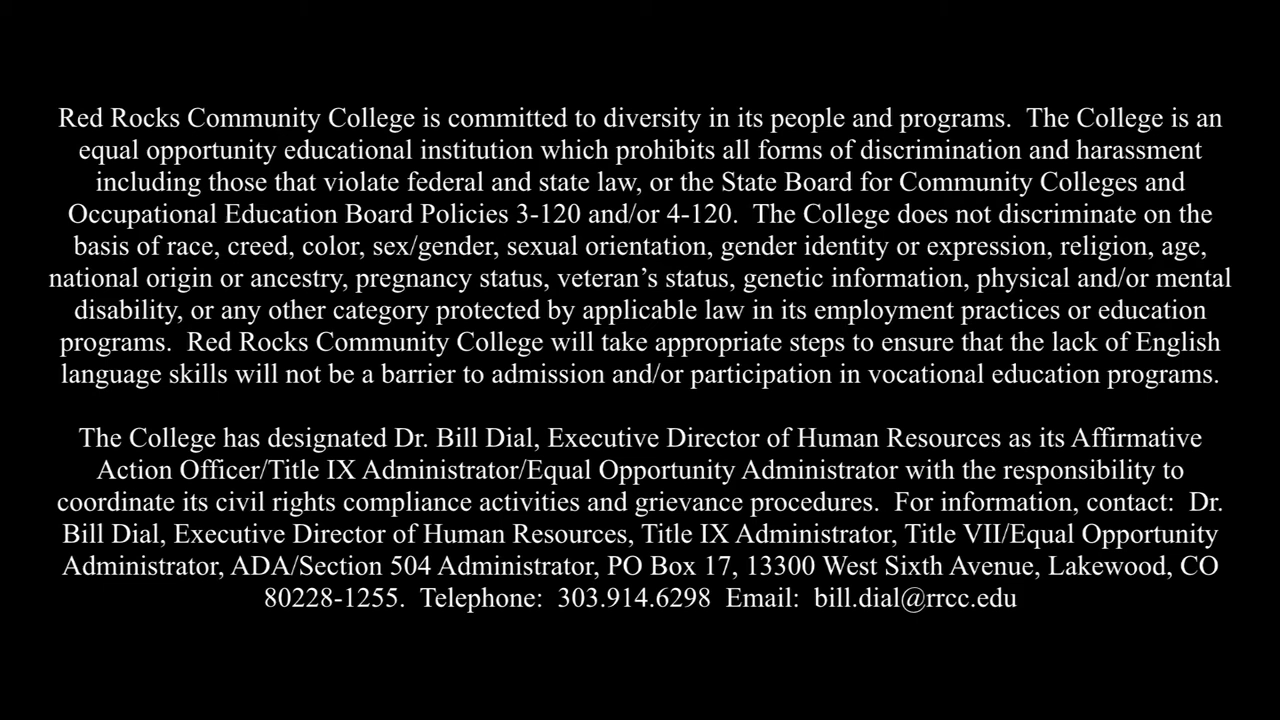 Red Rocks Community College is committed to diversity in its people and programs.  The College is an
equal opportunity educational institution which prohibits all forms of discrimination and harassment
including those that violate federal and state law, or the State Board for Community Colleges and
Occupational Education Board Policies 3-120 and/or 4-120.  The College does not discriminate on the
basis of race, creed, color, sex/gender, sexual orientation, gender identity or expression, religion, age,
national origin or ancestry, pregnancy status, veteran’s status, genetic information, physical and/or mental
disability, or any other category protected by applicable law in its employment practices or education
programs.  Red Rocks Community College will take appropriate steps to ensure that the lack of English
language skills will not be a barrier to admission and/or participation in vocational education programs.
The College has designated Dr. Bill Dial, Executive Director of Human Resources as its Affirmative
Action Officer/Title IX Administrator/Equal Opportunity Administrator with the responsibility to
coordinate its civil rights compliance activities and grievance procedures.  For information, contact:  Dr.
Bill Dial, Executive Director of Human Resources, Title IX Administrator, Title VII/Equal Opportunity
Administrator, ADA/Section 504 Administrator, PO Box 17, 13300 West Sixth Avenue, Lakewood, CO
80228-1255.  Telephone:  303.914.6298  Email:  bill.dial@rrcc.edu